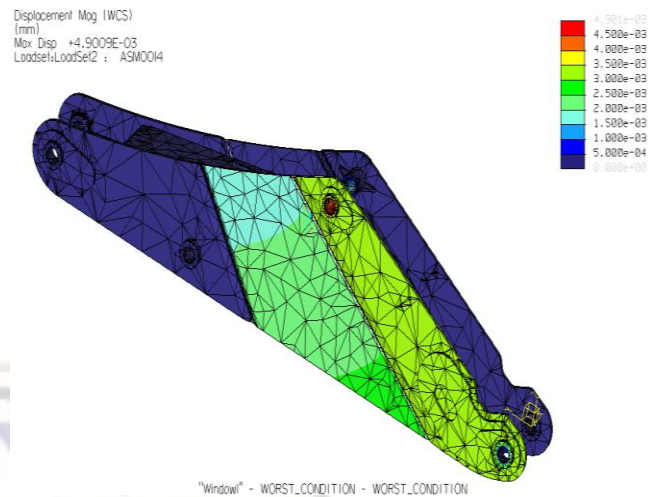 Displacement Mag (WCS)
(mm)
Max Disp +4.9009E-03
Loadset:LoadSet2 : ASM0014
4.901e-03
4.500e-03
4.000e-03
3.500e-03
3.000e-03
2.500e-03
2.000e-03
1.500e-03
1.000e-03
5.000e-04
0.000e+00
"Window1" - WORST_CONDITION - WORST_CONDITION